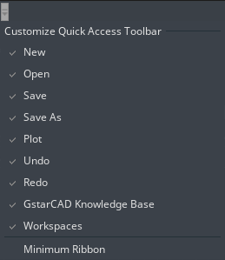 Customize Quick Access Toolbar
New
Open
Save
Save As
Plot
Undo
Redo
GstarCAD Knowledge Base
Workspaces
Minimum Ribbon